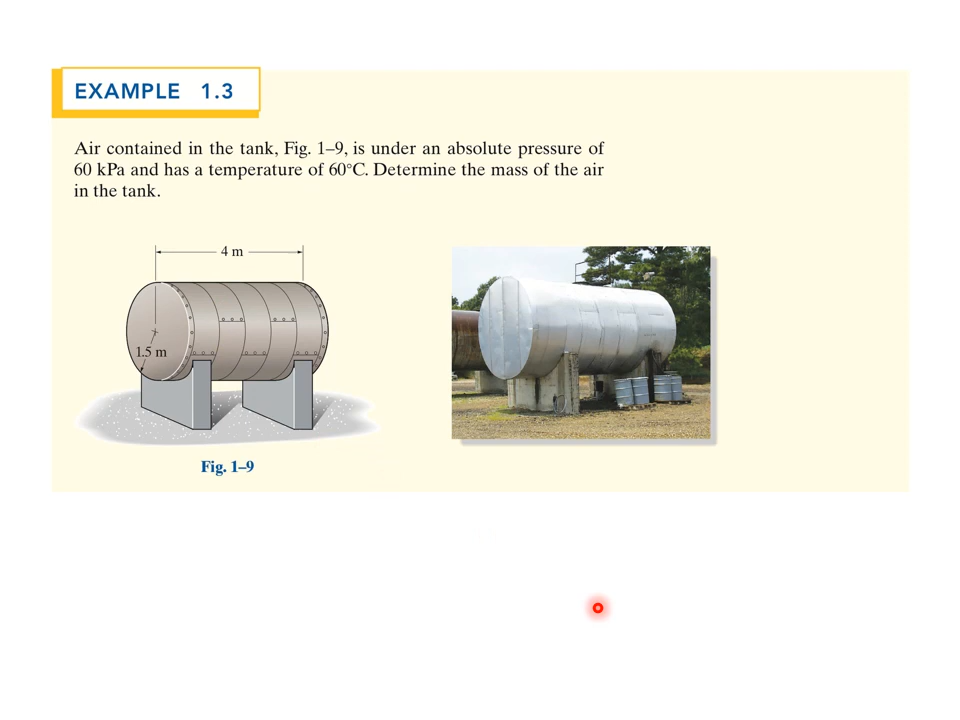 EXAMPLE 1.3
Air contained in the tank, Fig. 1–9, is under an absolute pressure of
60 kPa and has a temperature of 60°C. Determine the mass of the air
in the tank.
4 m
1.5 m
Fig. 1–9